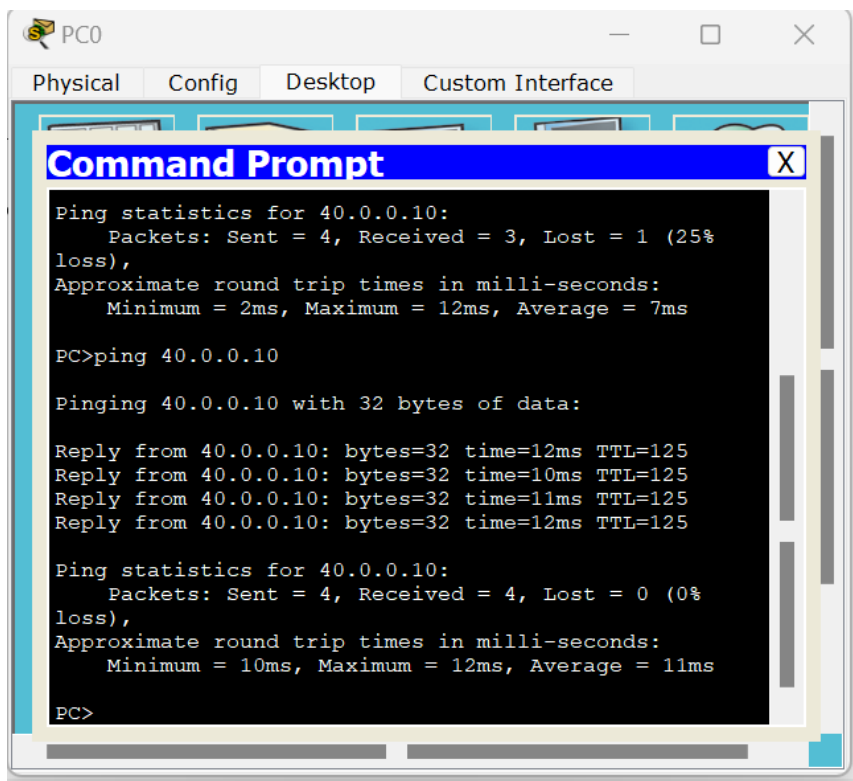 PC0
Physical Config Desktop Custom Interface
Command Prompt X
Ping statistics for 40.0.0.10:
Packets: Sent = 4, Received = 3, Lost = 1 (25%
loss),
Approximate round trip times in milli-seconds:
Minimum = 2ms, Maximum = 12ms, Average = 7ms
PC>ping 40.0.0.10
Pinging 40.0.0.10 with 32 bytes of data:
Reply from 40.0.0.10: bytes=32 time=12ms TTL=125
Reply from 40.0.0.10: bytes=32 time=10ms TTL=125
Reply from 40.0.0.10: bytes=32 time=11ms TTL=125
Reply from 40.0.0.10: bytes=32 time=12ms TTL=125
Ping statistics for 40.0.0.10:
Packets: Sent = 4, Received = 4, Lost = 0 (0%
loss),
Approximate round trip times in milli-seconds:
Minimum = 10ms, Maximum = 12ms, Average = 11ms
PC>